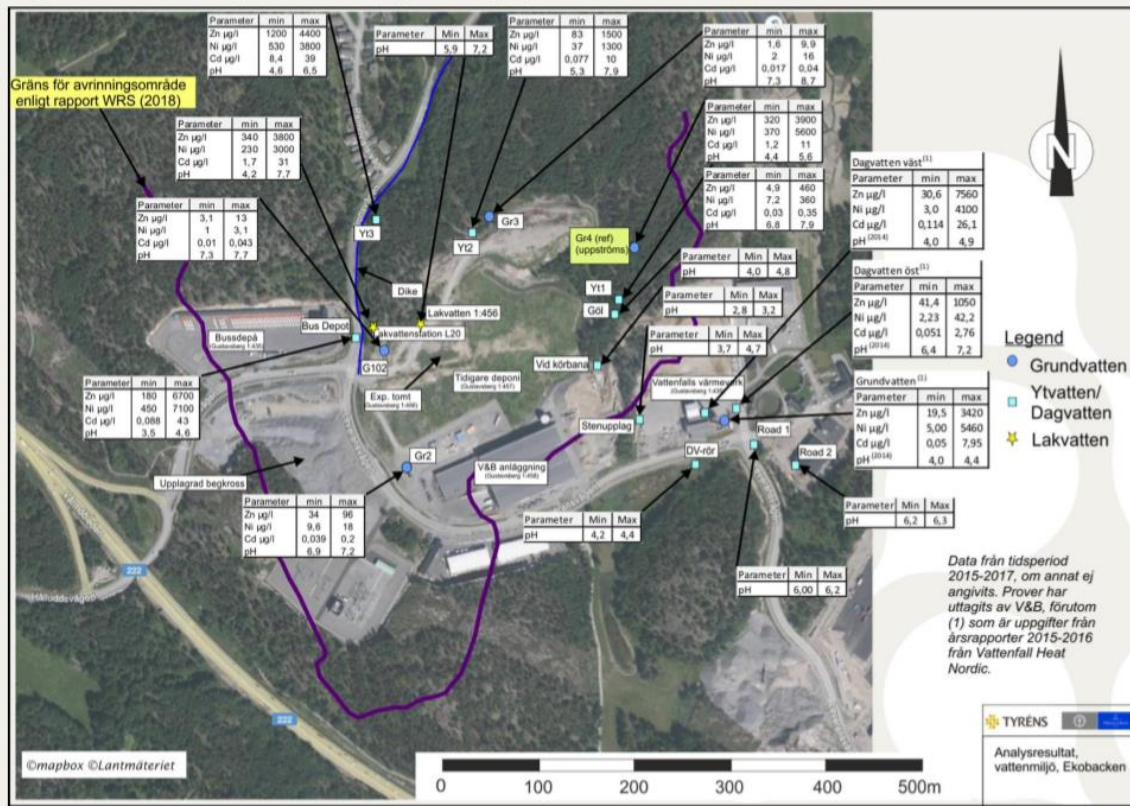 Parameter min max
Zn µg/l 1200 4400
Ni µg/l 530 3800
Cd µg/l 8,4 39
pH 4,6 6,5
Parameter Min Max
pH 5,9 7,2
Parameter min max
Zn µg/l 83 1500
Ni µg/l 37 1300
Cd µg/l 0,077 10
pH 5,3 7,9
Parameter min max
Zn µg/l 1,6 9,9
Ni µg/l 2 16
Cd µg/l 0,017 0,04
pH 7,3 8,7
Gräns för avrinningsområde
enligt rapport WRS (2018)
Parameter min max
Zn µg/l 340 3800
Ni µg/l 230 3000
Cd µg/l 1,7 31
pH 4,2 7,7
Parameter min max
Zn µg/l 320 3900
Ni µg/l 370 5600
Cd µg/l 1,2 11
pH 4,4 5,6
Parameter min max
Zn µg/l 4,9 460
Ni µg/l 7,2 360
Cd µg/l 0,03 0,35
pH 6,8 7,9
Dagvatten väst(1)
Parameter min max
Zn µg/l 30,6 7560
Ni µg/l 3,0 4100
Cd µg/l 0,114 26,1
pH (2014) 4,0 4,9
Parameter min max
Zn µg/l 3,1 13
Ni µg/l 1 3,1
Cd µg/l 0,01 0,043
pH 7,3 7,7
Yt3
Yt2
Gr3
Gr4 (ref)
(uppströms)
Parameter Min Max
pH 4,0 4,8
Dagvatten öst(1)
Parameter min max
Zn µg/l 41,4 1050
Ni µg/l 2,23 42,2
Cd µg/l 0,051 2,76
pH (2014) 6,4 7,2
Dike
Yt1
Göl
Parameter Min Max
pH 2,8 3,2
Lakvatten 1:456
Bus Depot
Lakvattenstation L20
Bussdepå
G102
Parameter Min Max
pH 3,7 4,7
Vid körbana
Tidigare deponi
(Gustavsberg 1:457)
Exp. tomt
(Gustavsberg 1:456)
Vattenfalls värmeverk
Parameter min max
Zn µg/l 180 6700
Ni µg/l 450 7100
Cd µg/l 0,088 43
pH 3,5 4,6
Grundvatten (1)
Parameter min max
Zn µg/l 19,5 3420
Ni µg/l 5,00 5460
Cd µg/l 0,05 7,95
pH (2014) 4,0 4,4
Legend
Grundvatten
Ytvatten/
Dagvatten
Lakvatten
Stenupplag
Road 1
DV-rör
Road 2
Gr2
V&B anläggning
(Gustavsberg 1:458)
Upplagrad begkross
Parameter min max
Zn µg/l 34 96
Ni µg/l 9,6 18
Cd µg/l 0,039 0,2
pH 6,9 7,2
Parameter Min Max
pH 4,2 4,4
Parameter Min Max
pH 6,2 6,3
Parameter Min Max
pH 6,00 6,2
222
222
Data från tidsperiod
2015-2017, om annat ej
angivits. Prover har
uttagits av V&B, förutom
(1) som är uppgifter från
årsrapporter 2015-2016
från Vattenfall Heat
Nordic.
N
TYRÉNS
Analysresultat,
vattenmiljö, Ekobacken
©mapbox ©Lantmäteriet
0 100 200 300 400 500m